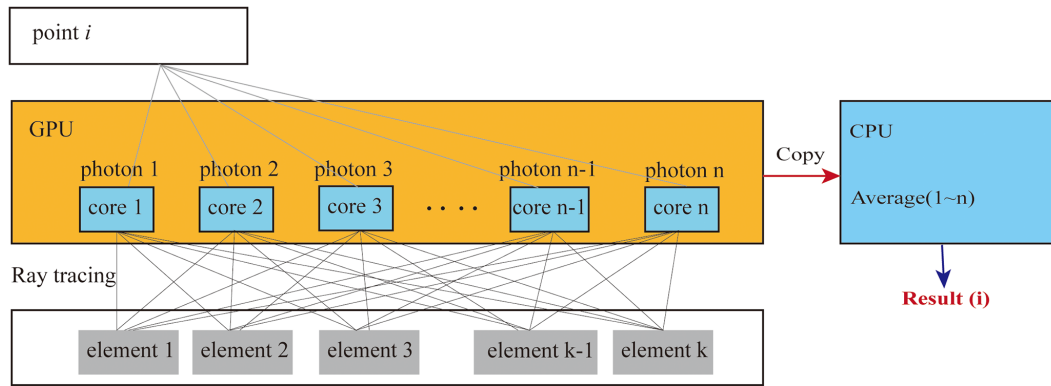 point i
GPU
CPU
photon 1 photon 2 photon 3 photon n-1 photon n
Copy
core 1 core 2 core 3 . . . . core n-1 core n
Average(1~n)
Ray tracing
Result (i)
element 1 element 2 element 3 element k-1 element k